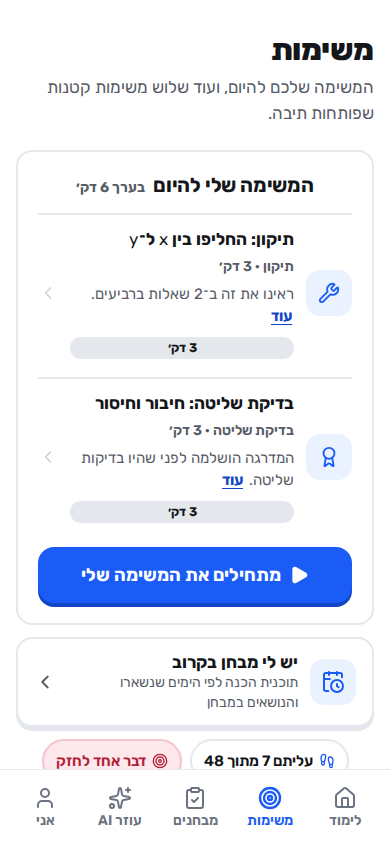 משימות
המשימה שלכם להיום, ועוד שלוש משימות קטנות
שפותחות תיבה.
המשימה שלי להיום בערך 6 דק׳
תיקון: החליפו בין x ל־y
תיקון • 3 דק׳
ראינו את זה ב־2 שאלות ברביעים.
עוד
3 דק׳
בדיקת שליטה: חיבור וחיסור
בדיקת שליטה • 3 דק׳
המדרגה הושלמה לפני שהיו בדיקות
שליטה. עוד
3 דק׳
מתחילים את המשימה שלי
יש לי מבחן בקרוב
תוכנית הכנה לפי הימים שנשארו
והנושאים במבחן
עליתם 7 מתוך 48
דבר אחד לחזק
לימוד
משימות
מבחנים
עוזר AI
אני